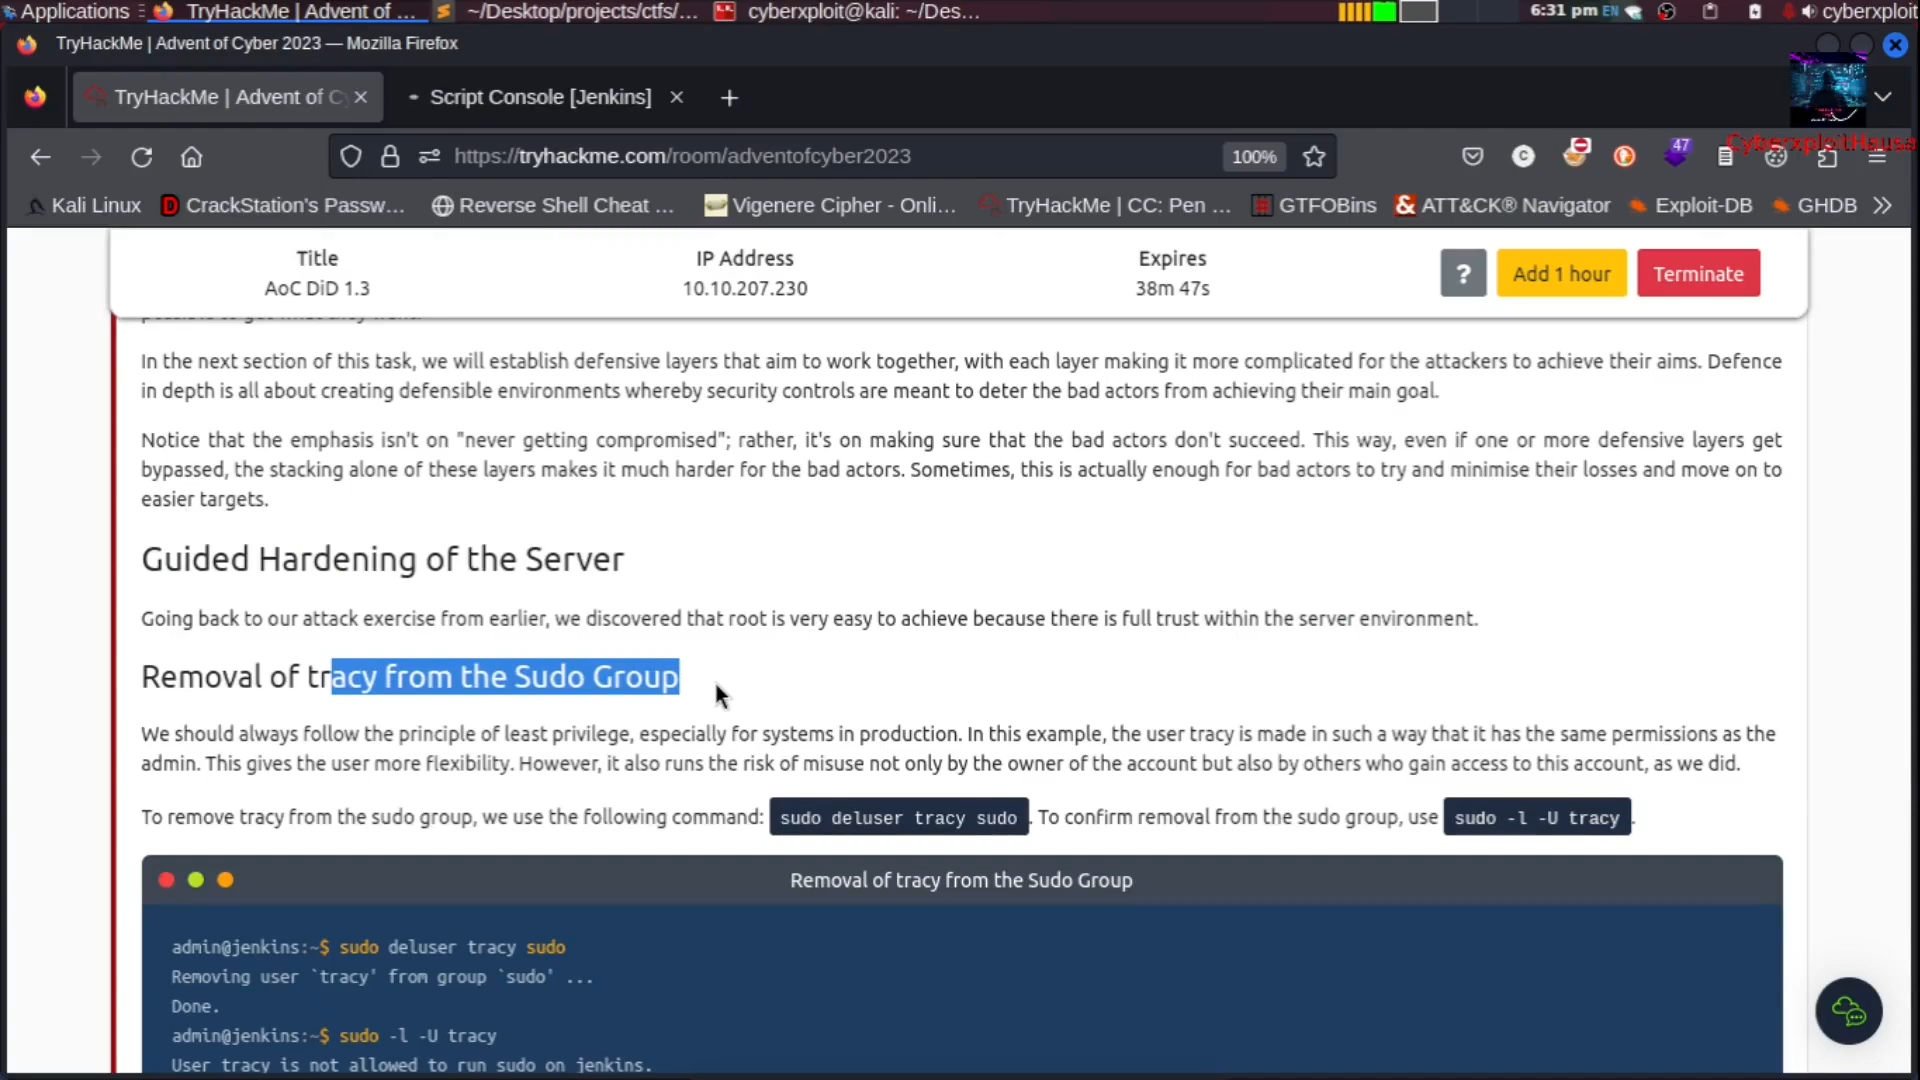 Applications
TryHackMe | Advent of ...
~/Desktop/projects/ctfs/...
cyberxploit@kali: ~/Des...
6:31 pm EN
cyberxploit
TryHackMe | Advent of Cyber 2023 — Mozilla Firefox
TryHackMe | Advent of C
Script Console [Jenkins]
https://tryhackme.com/room/adventofcyber2023
100%
47
CyberxploitHausa
Kali Linux
CrackStation's Passw...
Reverse Shell Cheat ...
Vigenere Cipher - Onli...
TryHackMe | CC: Pen ...
GTFOBins
ATT&CK® Navigator
Exploit-DB
GHDB
Title
IP Address
Expires
AoC DiD 1.3
10.10.207.230
38m 47s
?
Add 1 hour
Terminate
In the next section of this task, we will establish defensive layers that aim to work together, with each layer making it more complicated for the attackers to achieve their aims. Defence
in depth is all about creating defensible environments whereby security controls are meant to deter the bad actors from achieving their main goal.
Notice that the emphasis isn't on "never getting compromised"; rather, it's on making sure that the bad actors don't succeed. This way, even if one or more defensive layers get
bypassed, the stacking alone of these layers makes it much harder for the bad actors. Sometimes, this is actually enough for bad actors to try and minimise their losses and move on to
easier targets.
Guided Hardening of the Server
Going back to our attack exercise from earlier, we discovered that root is very easy to achieve because there is full trust within the server environment.
Removal of tracy from the Sudo Group
We should always follow the principle of least privilege, especially for systems in production. In this example, the user tracy is made in such a way that it has the same permissions as the
admin. This gives the user more flexibility. However, it also runs the risk of misuse not only by the owner of the account but also by others who gain access to this account, as we did.
To remove tracy from the sudo group, we use the following command: sudo deluser tracy sudo. To confirm removal from the sudo group, use sudo -l -U tracy.
Removal of tracy from the Sudo Group
admin@jenkins:~$ sudo deluser tracy sudo
Removing user `tracy' from group `sudo' ...
Done.
admin@jenkins:~$ sudo -l -U tracy
User tracy is not allowed to run sudo on jenkins.